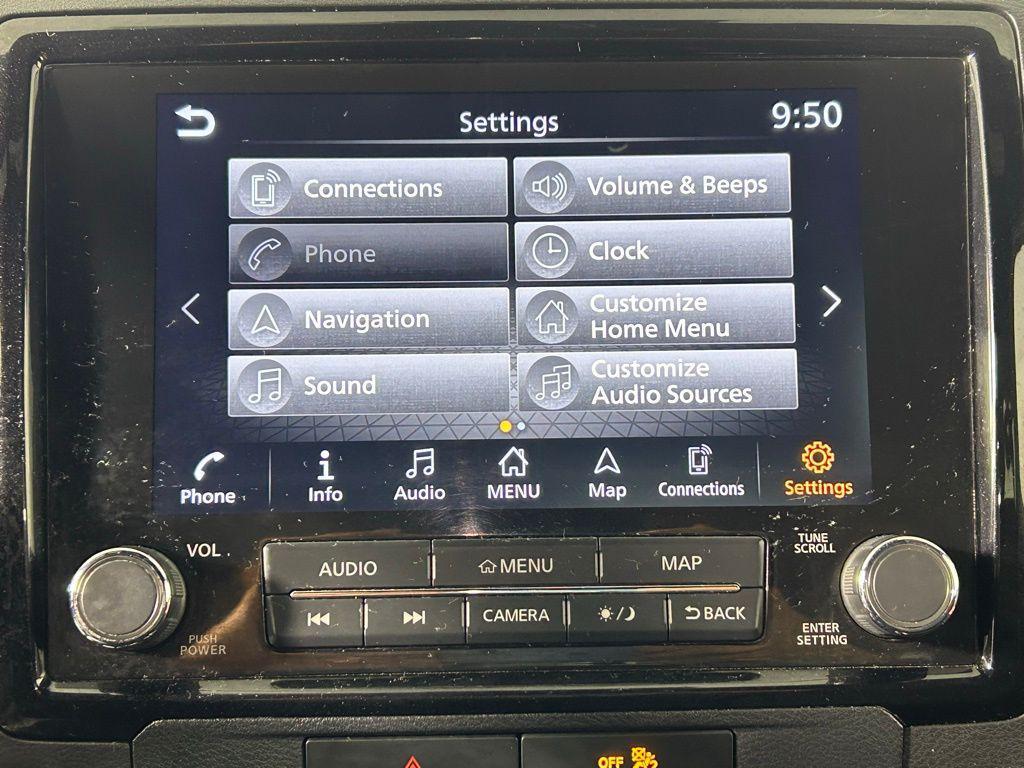 Settings
9:50
Connections
Volume & Beeps
Phone
Clock
Navigation
Customize
Home Menu
Sound
Customize
Audio Sources
Phone
Info
Audio
MENU
Map
Connections
Settings
VOL
TUNE
SCROLL
AUDIO
MENU
MAP
CAMERA
/
BACK
PUSH
POWER
ENTER
SETTING
OFF